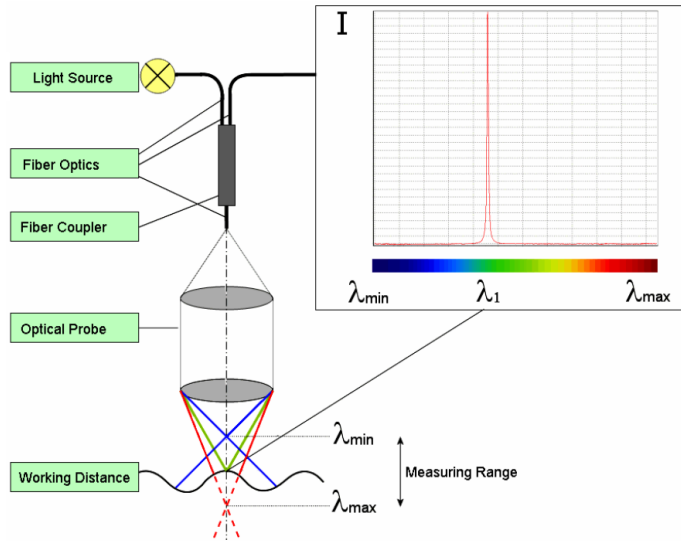 I
Light Source
Fiber Optics
Fiber Coupler
λmin λ1 λmax
Optical Probe
λmin
Working Distance
Measuring Range
λmax